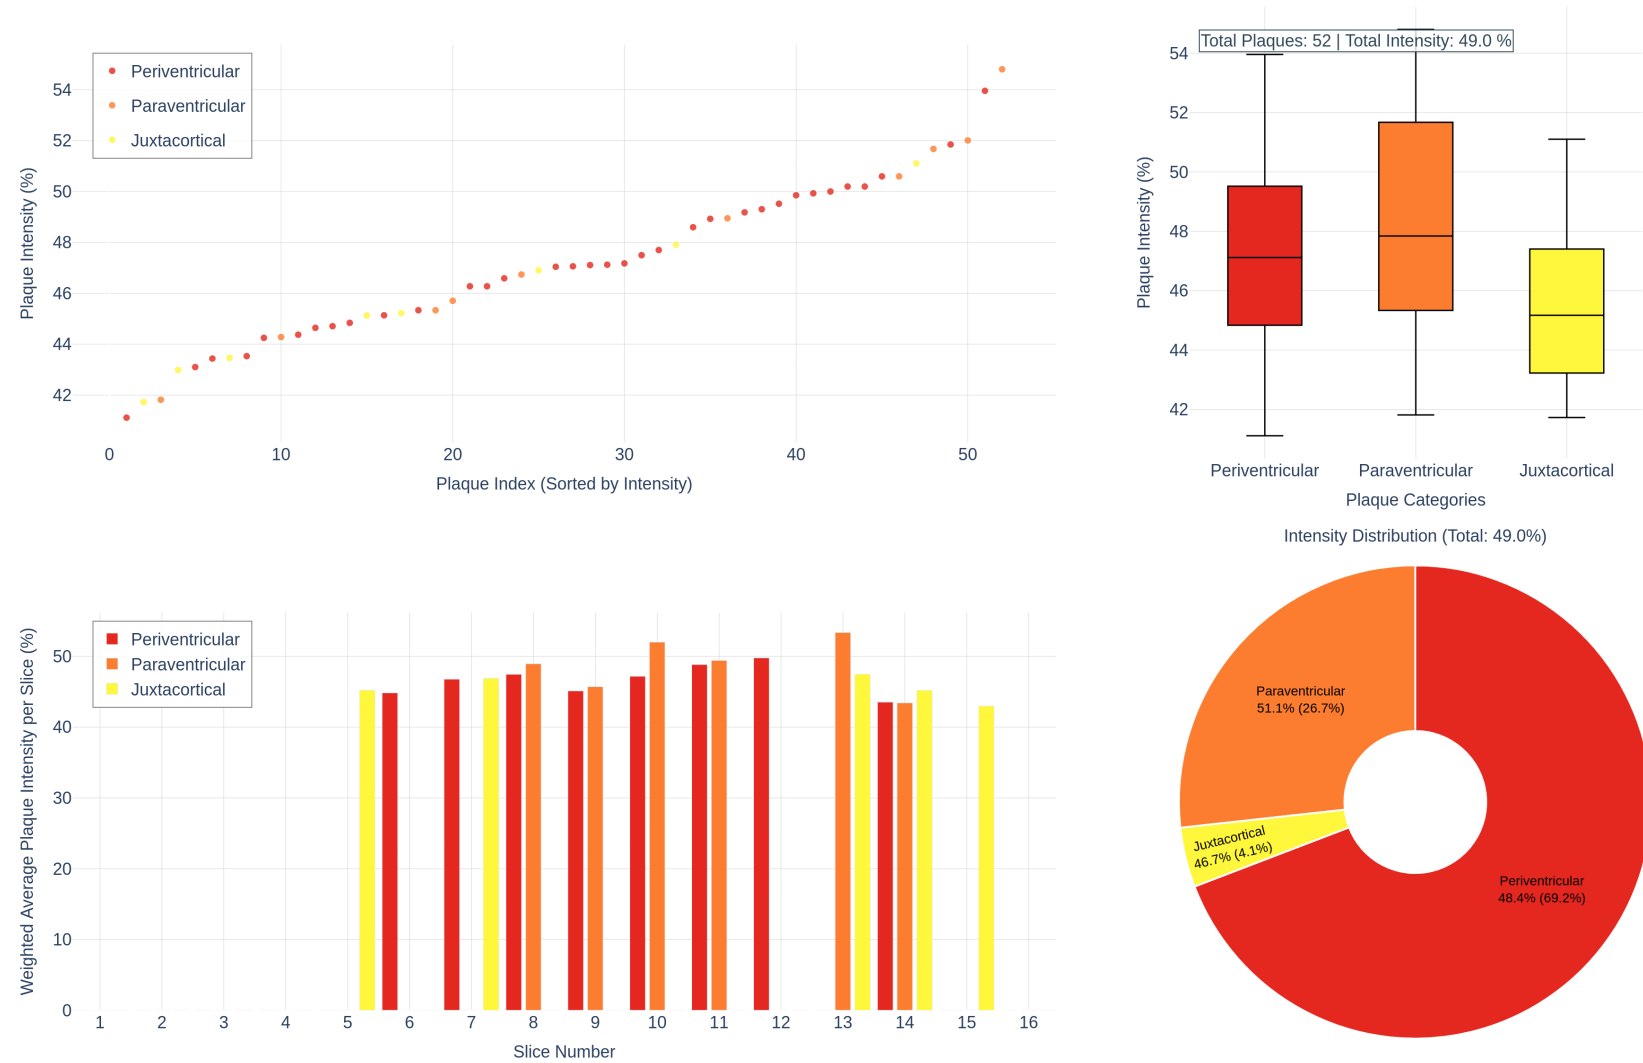 Periventricular
Paraventricular
Juxtacortical
54
52
50
48
46
44
42
Plaque Intensity (%)
0 10 20 30 40 50
Plaque Index (Sorted by Intensity)
Total Plaques: 52 | Total Intensity: 49.0 %
54
52
50
48
46
44
42
Plaque Intensity (%)
Periventricular Paraventricular Juxtacortical
Plaque Categories
Periventricular
Paraventricular
Juxtacortical
50
40
30
20
10
0
Weighted Average Plaque Intensity per Slice (%)
1 2 3 4 5 6 7 8 9 10 11 12 13 14 15 16
Slice Number
Intensity Distribution (Total: 49.0%)
Paraventricular
51.1% (26.7%)
Juxtacortical
46.7% (4.1%)
Periventricular
48.4% (69.2%)